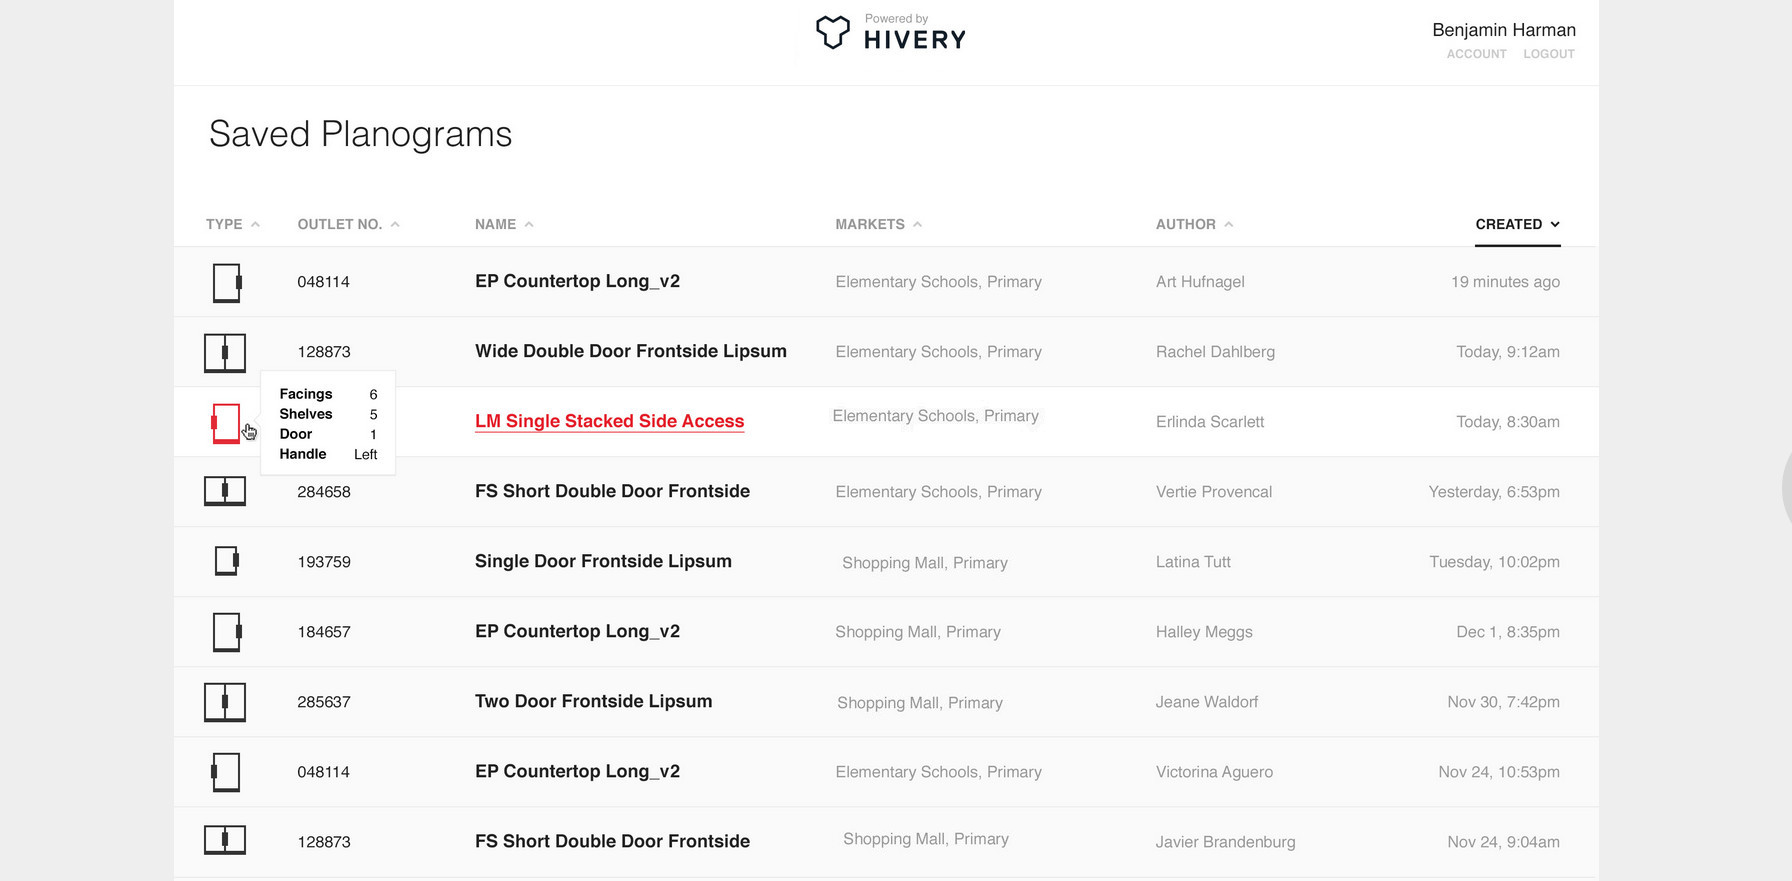 Powered by
HIVERY
Benjamin Harman
ACCOUNT LOGOUT
Saved Planograms
TYPE OUTLET NO. NAME MARKETS AUTHOR CREATED
048114 EP Countertop Long_v2 Elementary Schools, Primary Art Hufnagel 19 minutes ago
128873 Wide Double Door Frontside Lipsum Elementary Schools, Primary Rachel Dahlberg Today, 9:12am
Facings 6
Shelves 5
Door 1
Handle Left
LM Single Stacked Side Access Elementary Schools, Primary Erlinda Scarlett Today, 8:30am
284658 FS Short Double Door Frontside Elementary Schools, Primary Vertie Provencal Yesterday, 6:53pm
193759 Single Door Frontside Lipsum Shopping Mall, Primary Latina Tutt Tuesday, 10:02pm
184657 EP Countertop Long_v2 Shopping Mall, Primary Halley Meggs Dec 1, 8:35pm
285637 Two Door Frontside Lipsum Shopping Mall, Primary Jeane Waldorf Nov 30, 7:42pm
048114 EP Countertop Long_v2 Elementary Schools, Primary Victorina Aguero Nov 24, 10:53pm
128873 FS Short Double Door Frontside Shopping Mall, Primary Javier Brandenburg Nov 24, 9:04am